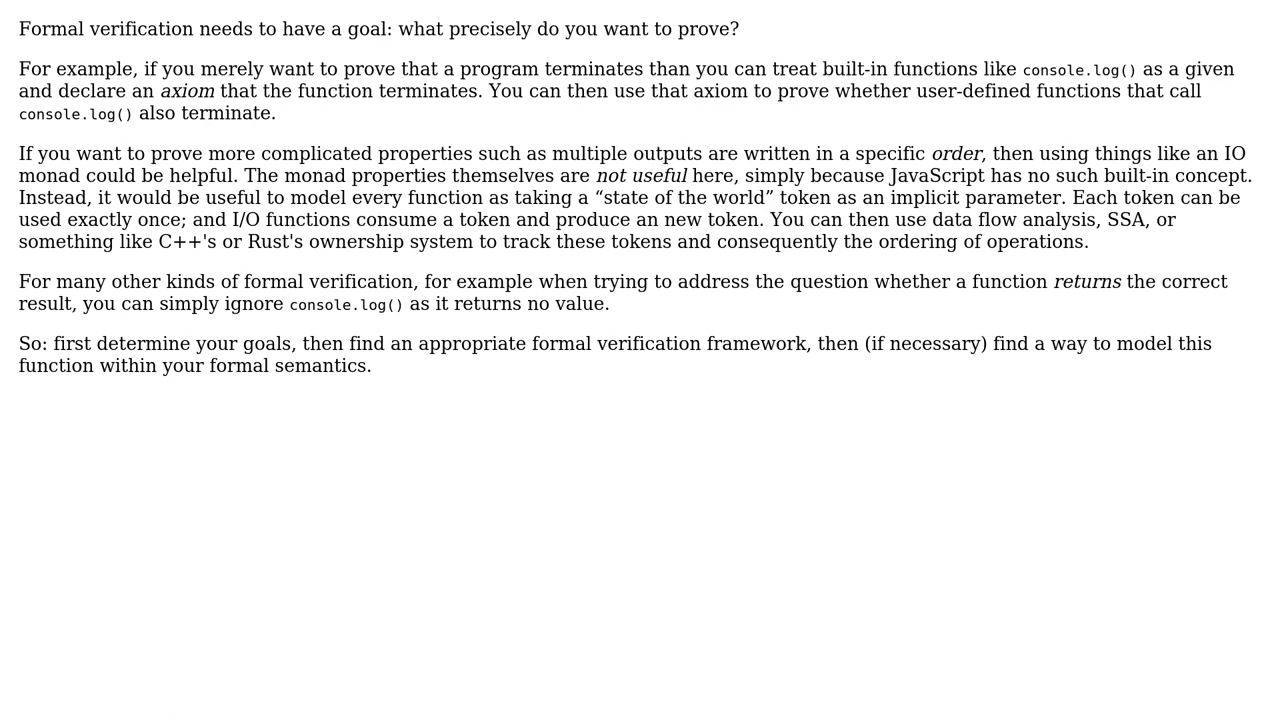 Formal verification needs to have a goal: what precisely do you want to prove?
For example, if you merely want to prove that a program terminates than you can treat built-in functions like console.log() as a given
and declare an axiom that the function terminates. You can then use that axiom to prove whether user-defined functions that call
console.log() also terminate.
If you want to prove more complicated properties such as multiple outputs are written in a specific order, then using things like an IO
monad could be helpful. The monad properties themselves are not useful here, simply because JavaScript has no such built-in concept.
Instead, it would be useful to model every function as taking a “state of the world” token as an implicit parameter. Each token can be
used exactly once; and I/O functions consume a token and produce an new token. You can then use data flow analysis, SSA, or
something like C++'s or Rust's ownership system to track these tokens and consequently the ordering of operations.
For many other kinds of formal verification, for example when trying to address the question whether a function returns the correct
result, you can simply ignore console.log() as it returns no value.
So: first determine your goals, then find an appropriate formal verification framework, then (if necessary) find a way to model this
function within your formal semantics.